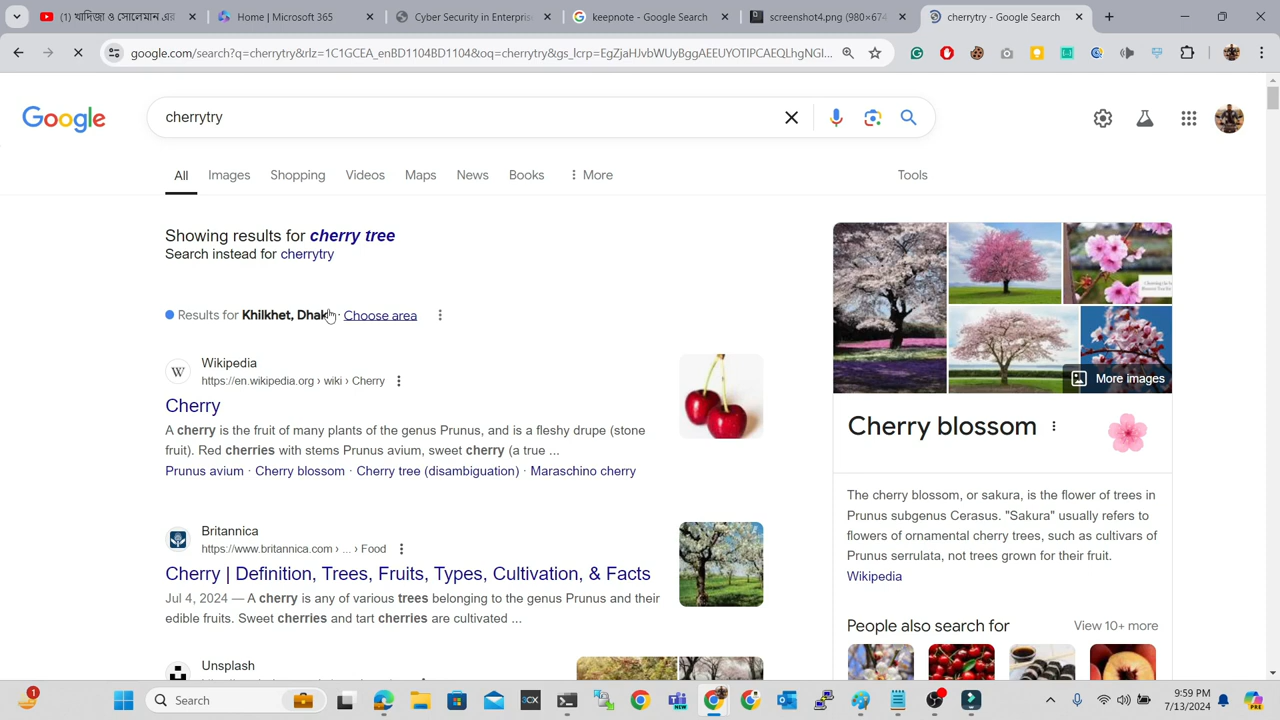 খাদিজা ও সোলেমান এর
Home | Microsoft 365
Cyber Security in Enterpris
keepnote - Google Search
screenshot4.png (980×674
cherrytry - Google Search
google.com/search?q=cherrytry&rlz=1C1GCEA_enBD1104BD1104&oq=cherrytry&gs_lcrp=EgZjaHJvbWUyBggAEEUYOTIPCAEQLhgNGI...
Google
cherrytry
All Images Shopping Videos Maps News Books More Tools
Showing results for cherry tree
Search instead for cherrytry
Results for Khilkhet, Dhaka · Choose area
Wikipedia
https://en.wikipedia.org › wiki › Cherry
Cherry
A cherry is the fruit of many plants of the genus Prunus, and is a fleshy drupe (stone
fruit). Red cherries with stems Prunus avium, sweet cherry (a true ...
Prunus avium · Cherry blossom · Cherry tree (disambiguation) · Maraschino cherry
Britannica
https://www.britannica.com › ... › Food
Cherry | Definition, Trees, Fruits, Types, Cultivation, & Facts
Jul 4, 2024 — A cherry is any of various trees belonging to the genus Prunus and their
edible fruits. Sweet cherries and tart cherries are cultivated ...
Unsplash
More images
Cherry blossom
The cherry blossom, or sakura, is the flower of trees in
Prunus subgenus Cerasus. "Sakura" usually refers to
flowers of ornamental cherry trees, such as cultivars of
Prunus serrulata, not trees grown for their fruit.
Wikipedia
People also search for View 10+ more
1
Search
9:59 PM
7/13/2024